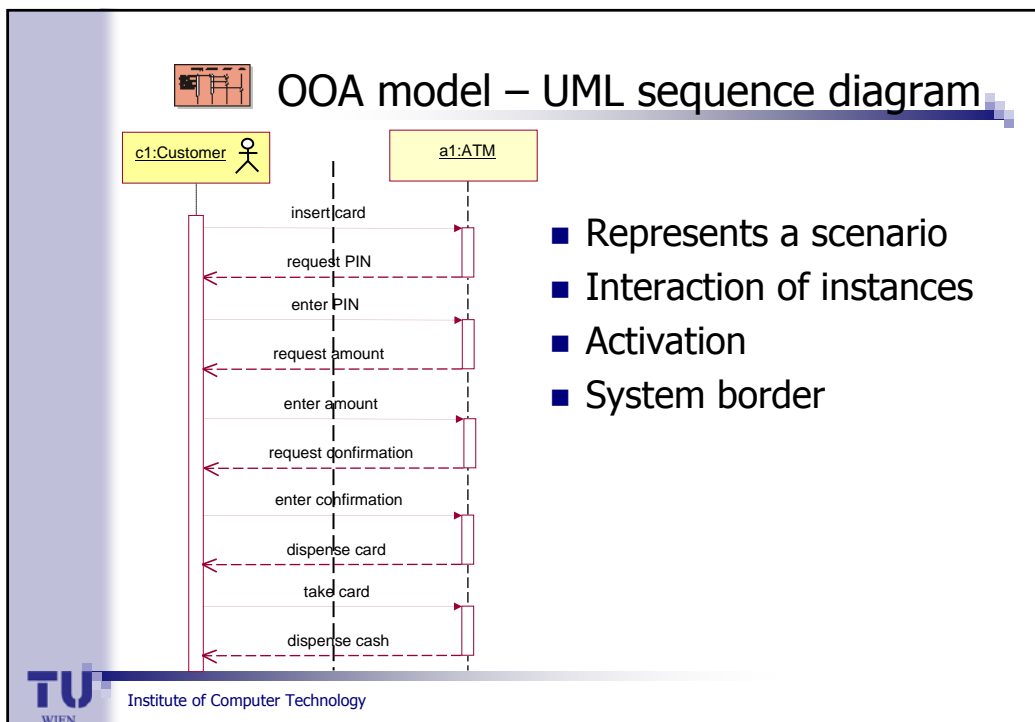 OOA model – UML sequence diagram
c1:Customer
a1:ATM
insert card
request PIN
enter PIN
request amount
enter amount
request confirmation
enter confirmation
dispense card
take card
dispense cash
Represents a scenario
Interaction of instances
Activation
System border
TU
WIEN
Institute of Computer Technology